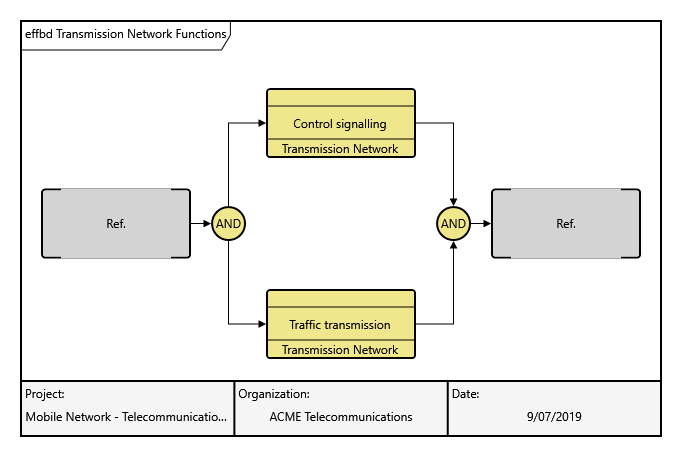 effbd Transmission Network Functions
Control signalling
Transmission Network
Ref.
AND
AND
Ref.
Traffic transmission
Transmission Network
Project:
Mobile Network - Telecommunicatio...
Organization:
ACME Telecommunications
Date:
9/07/2019